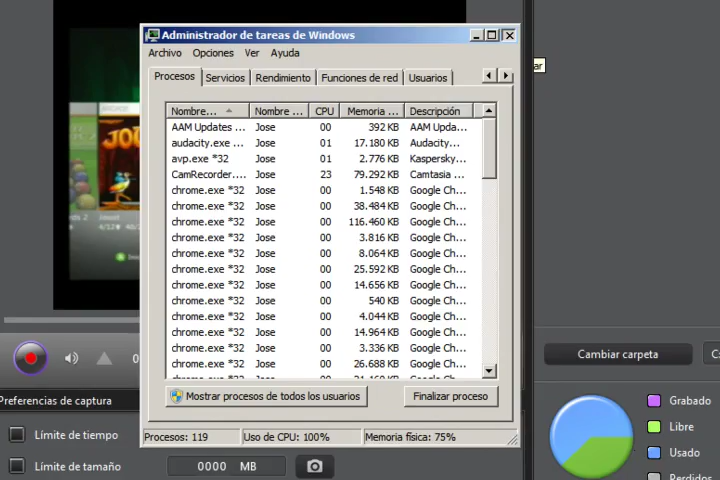 Administrador de tareas de Windows
Archivo Opciones Ver Ayuda
Procesos Servicios Rendimiento Funciones de red Usuarios
Nombre... Nombre ... CPU Memoria ... Descripción
AAM Updates ... Jose 00 392 KB AAM Upda...
audacity.exe ... Jose 01 17.180 KB Audacity...
avp.exe *32 Jose 01 2.776 KB Kaspersky...
CamRecorder.... Jose 23 79.292 KB Camtasia ...
chrome.exe *32 Jose 00 1.548 KB Google Ch...
chrome.exe *32 Jose 00 38.484 KB Google Ch...
chrome.exe *32 Jose 00 116.460 KB Google Ch...
chrome.exe *32 Jose 00 3.816 KB Google Ch...
chrome.exe *32 Jose 00 8.064 KB Google Ch...
chrome.exe *32 Jose 00 25.592 KB Google Ch...
chrome.exe *32 Jose 00 14.656 KB Google Ch...
chrome.exe *32 Jose 00 540 KB Google Ch...
chrome.exe *32 Jose 00 4.044 KB Google Ch...
chrome.exe *32 Jose 00 14.964 KB Google Ch...
chrome.exe *32 Jose 00 3.336 KB Google Ch...
chrome.exe *32 Jose 00 26.688 KB Google Ch...
Mostrar procesos de todos los usuarios Finalizar proceso
Procesos: 119 Uso de CPU: 100% Memoria física: 75%
ar
Cambiar carpeta
Preferencias de captura
Límite de tiempo
Límite de tamaño 0000 MB
Grabado
Libre
Usado
Perdidos